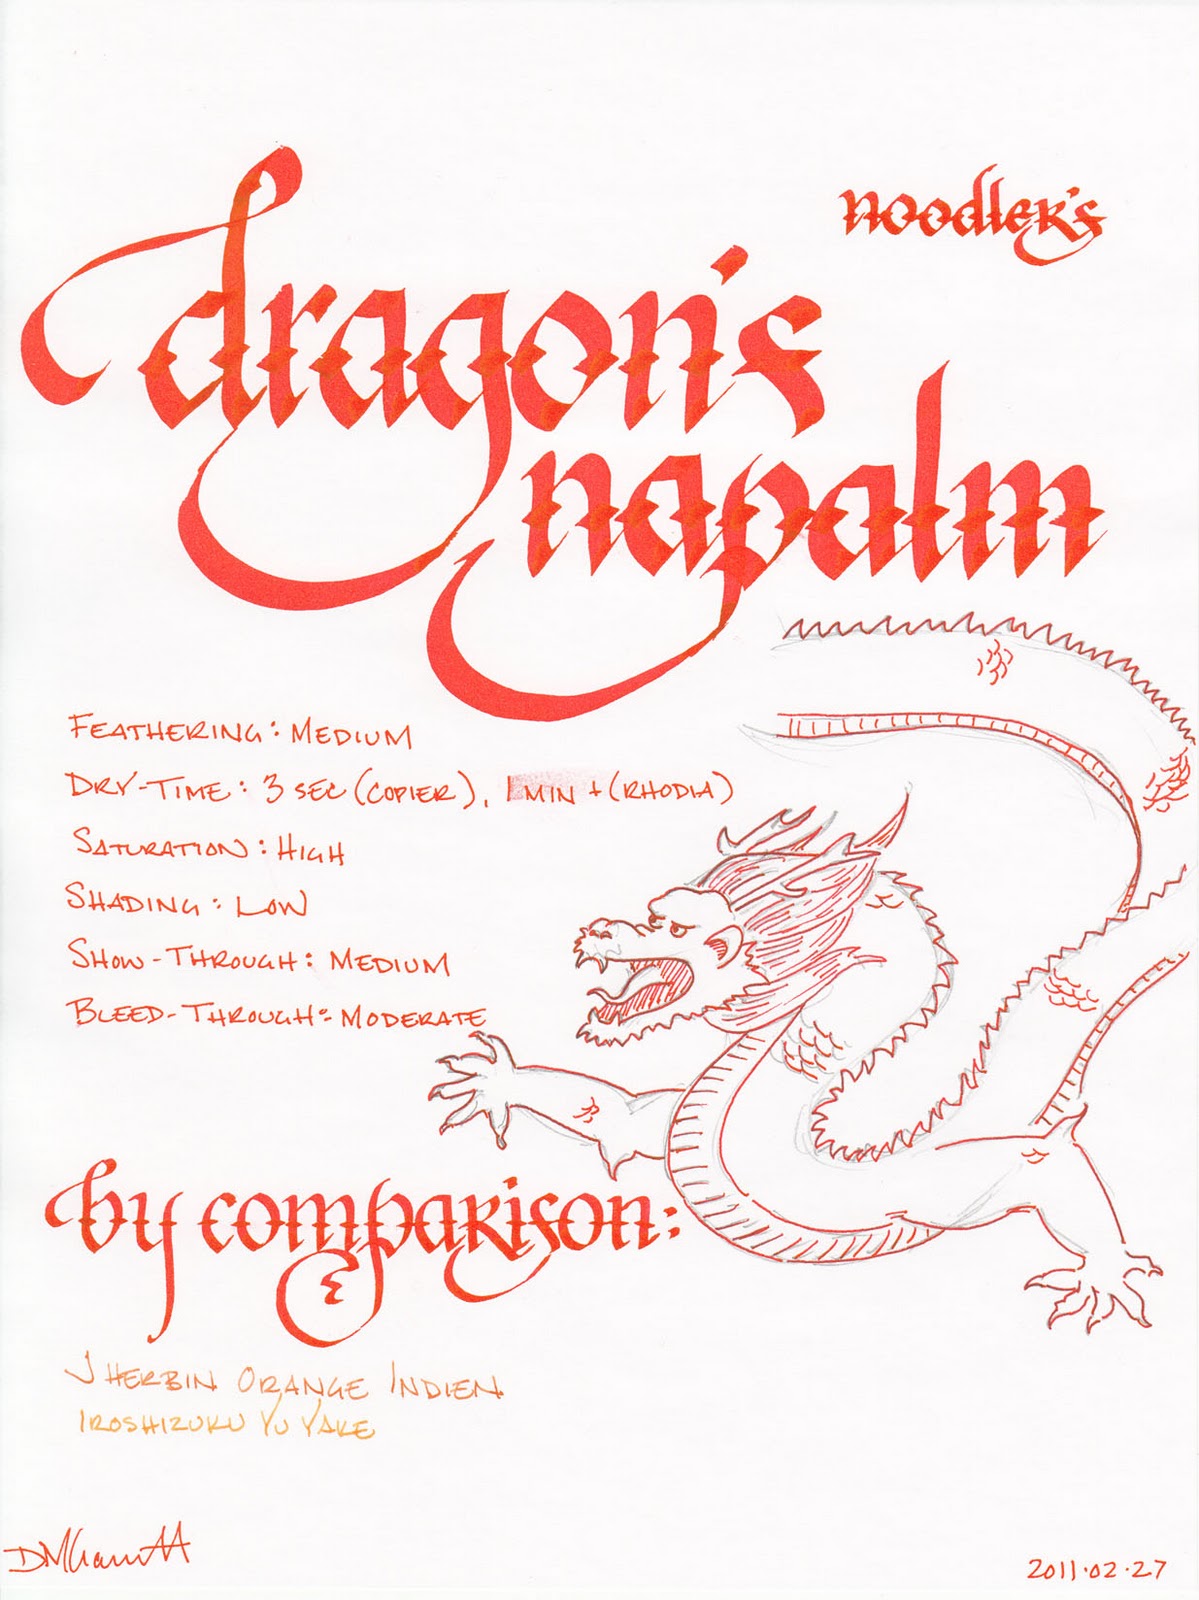 noodler's
dragon's
napalm
Feathering: Medium
Dry-Time: 3 sec (copier), 1 min + (Rhodia)
Saturation: High
Shading: Low
Show-Through: Medium
Bleed-Through: Moderate
by comparison:
J Herbin Orange Indien
Iroshizuku Yu Yake
2011.02.27